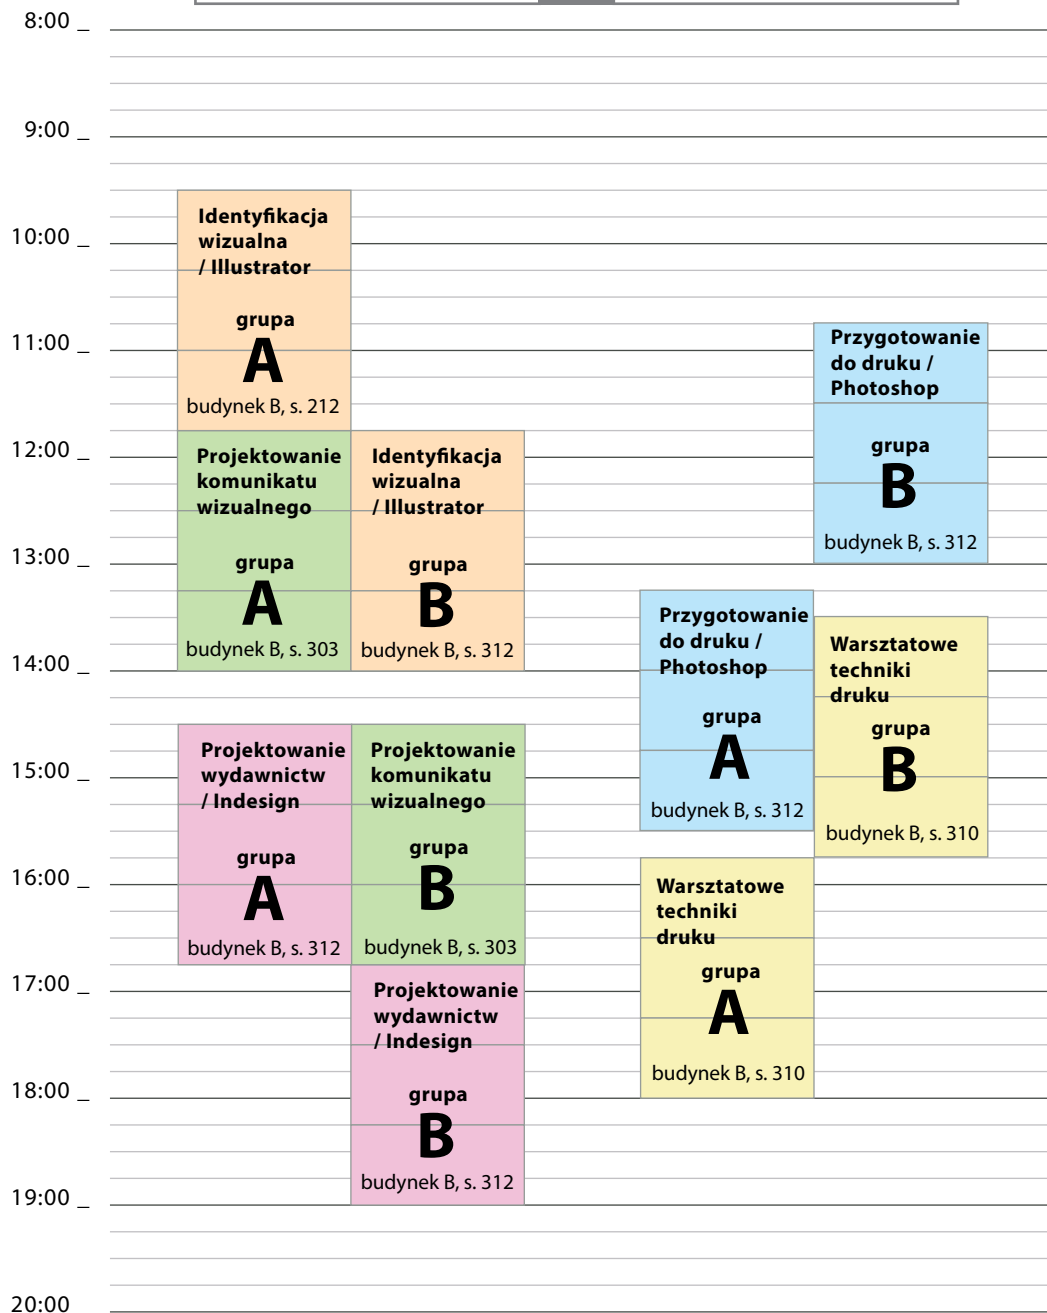 8:00 _
9:00 _
10:00 _
11:00 _
12:00 _
13:00 _
14:00 _
15:00 _
16:00 _
17:00 _
18:00 _
19:00 _
20:00
Identyfikacja
wizualna
/ Illustrator
grupa
A
budynek B, s. 212
Projektowanie
komunikatu
wizualnego
grupa
A
budynek B, s. 303
Identyfikacja
wizualna
/ Illustrator
grupa
B
budynek B, s. 312
Projektowanie
wydawnictw
/ Indesign
grupa
A
budynek B, s. 312
Projektowanie
komunikatu
wizualnego
grupa
B
budynek B, s. 303
Projektowanie
wydawnictw
/ Indesign
grupa
B
budynek B, s. 312
Przygotowanie
do druku /
Photoshop
grupa
B
budynek B, s. 312
Przygotowanie
do druku /
Photoshop
grupa
A
budynek B, s. 312
Warsztatowe
techniki
druku
grupa
B
budynek B, s. 310
Warsztatowe
techniki
druku
grupa
A
budynek B, s. 310